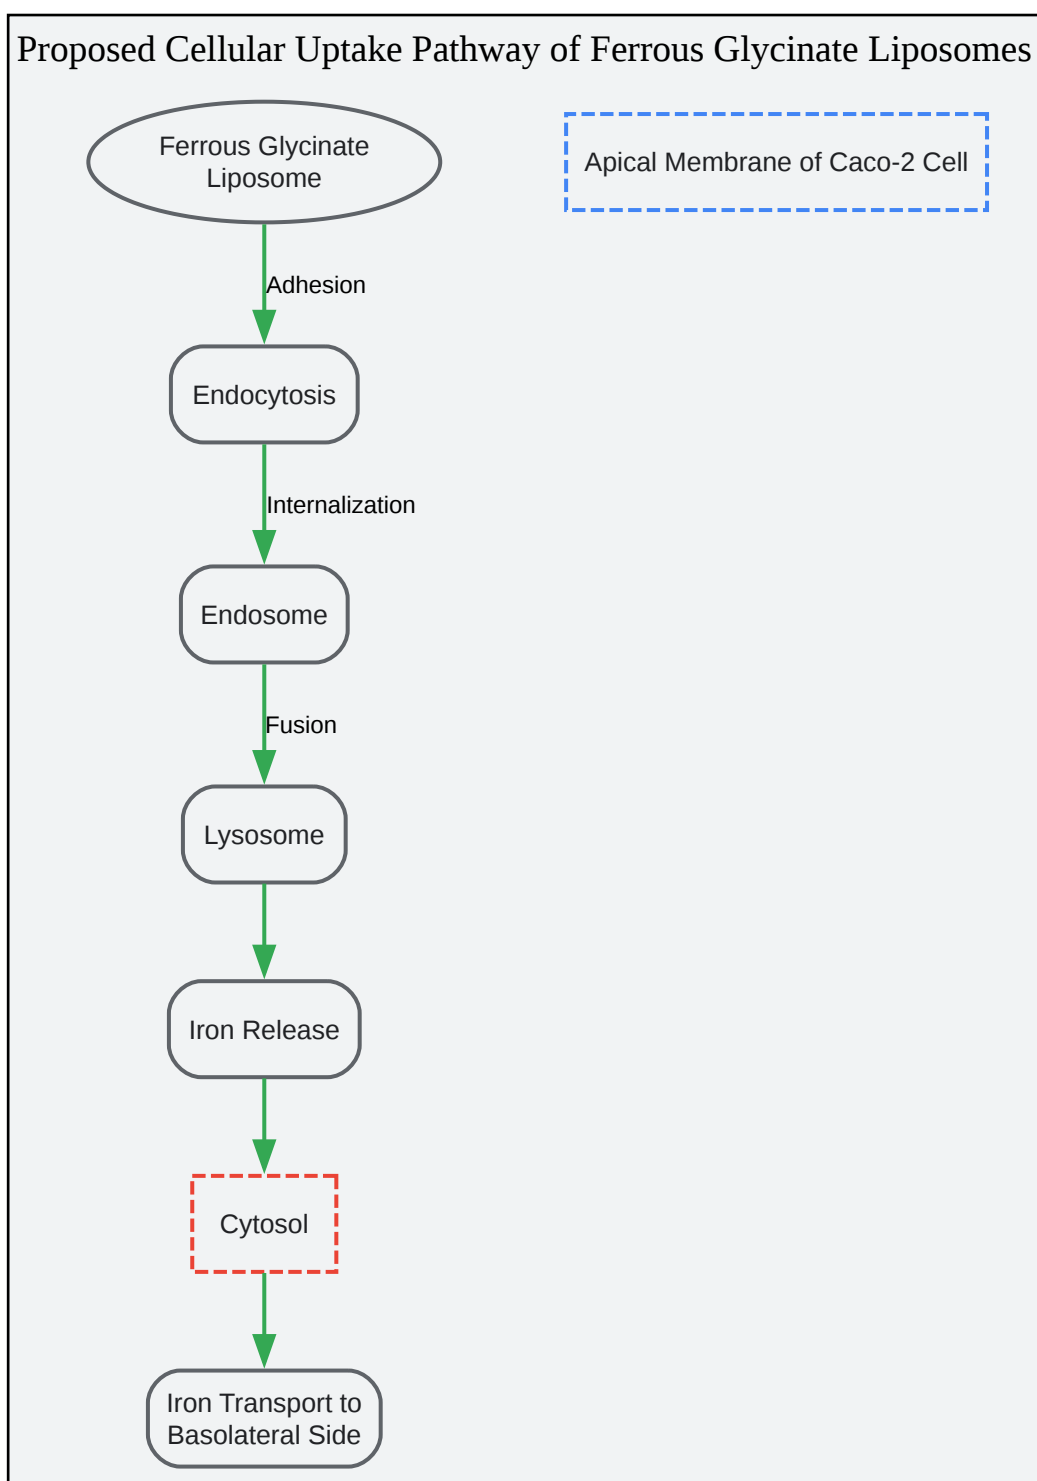 Proposed Cellular Uptake Pathway of Ferrous Glycinate Liposomes
Ferrous Glycinate
Liposome
Apical Membrane of Caco-2 Cell
Adhesion
Endocytosis
Internalization
Endosome
Fusion
Lysosome
Iron Release
Cytosol
Iron Transport to
Basolateral Side